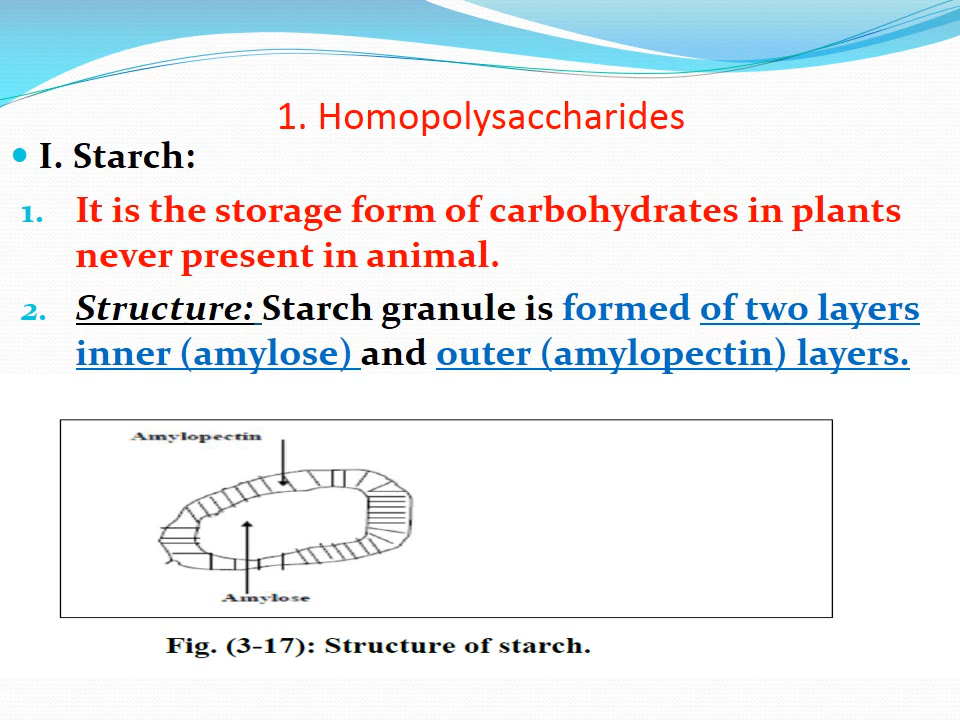 1. Homopolysaccharides
• I. Starch:
1. It is the storage form of carbohydrates in plants
never present in animal.
2. Structure: Starch granule is formed of two layers
inner (amylose) and outer (amylopectin) layers.
Amylopectin
Amylose
Fig. (3-17): Structure of starch.